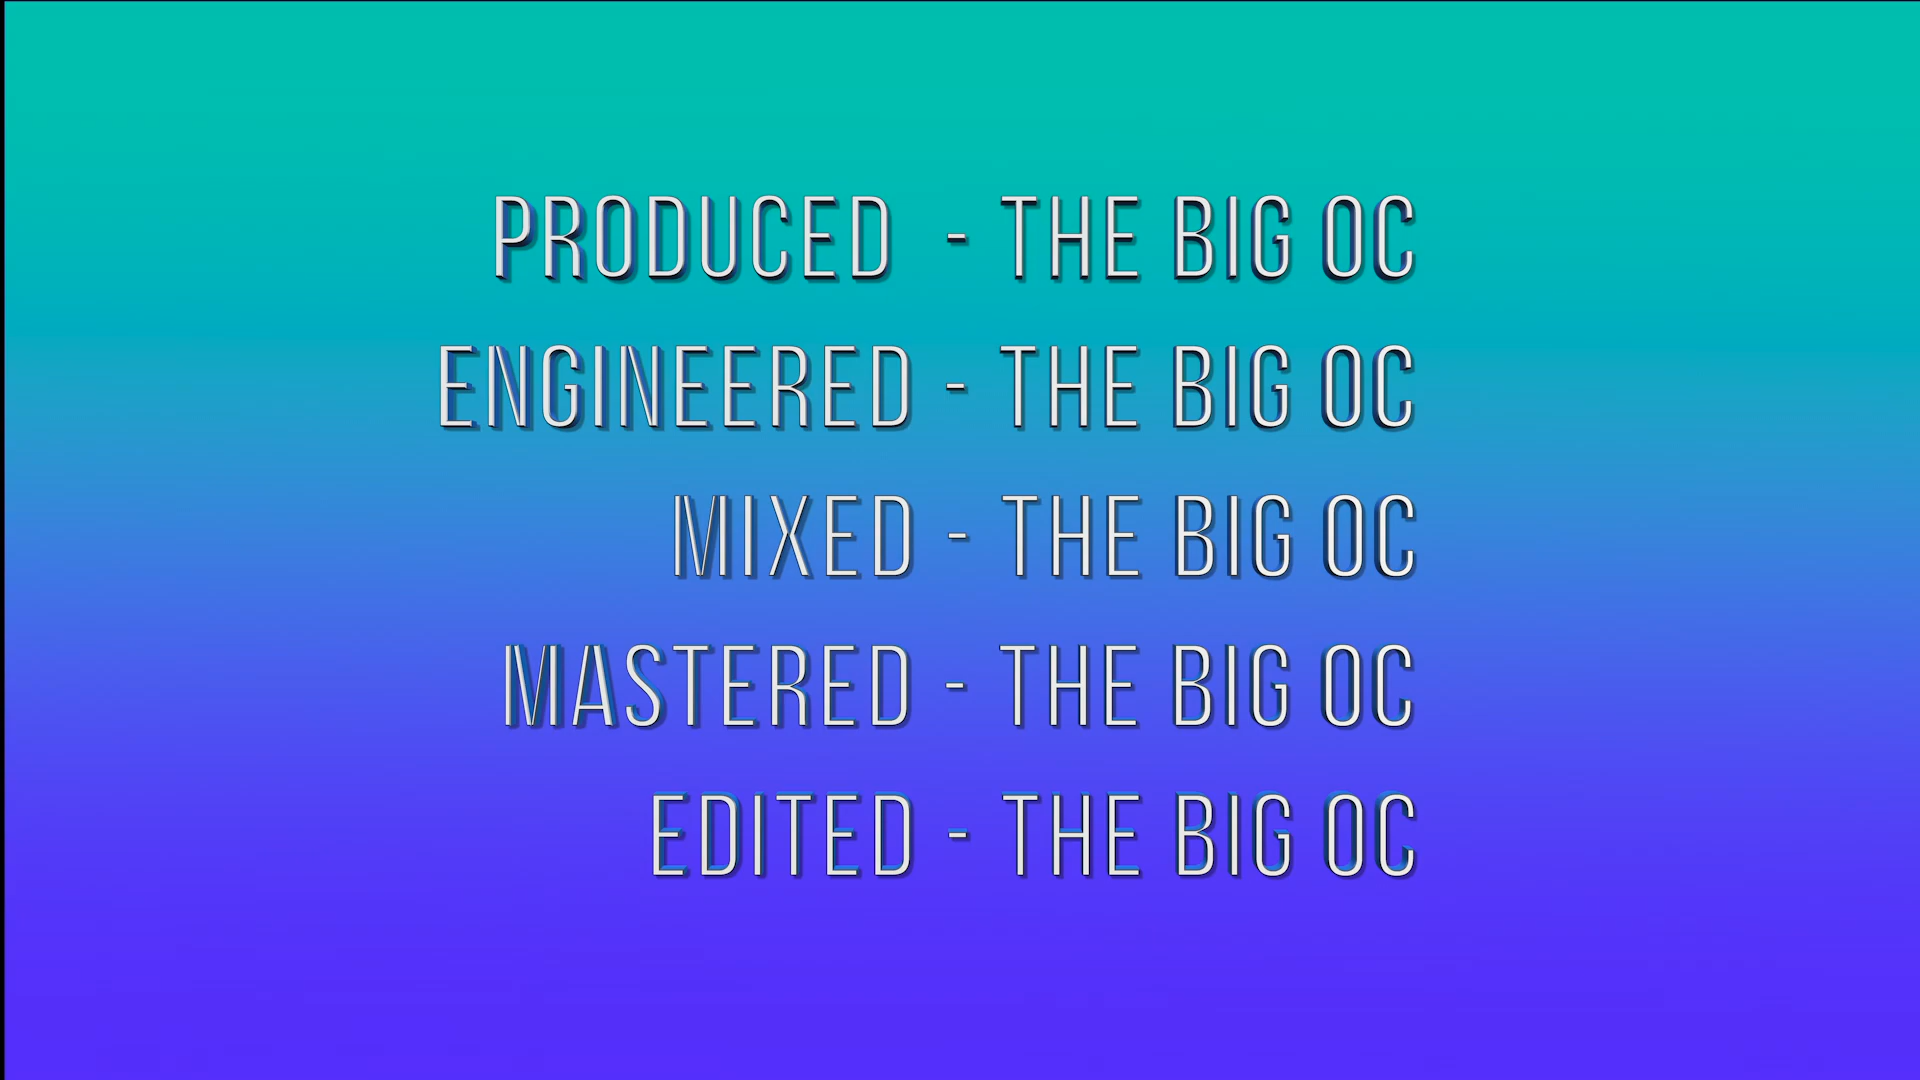 PRODUCED - THE BIG OC
ENGINEERED - THE BIG OC
MIXED - THE BIG OC
MASTERED - THE BIG OC
EDITED - THE BIG OC